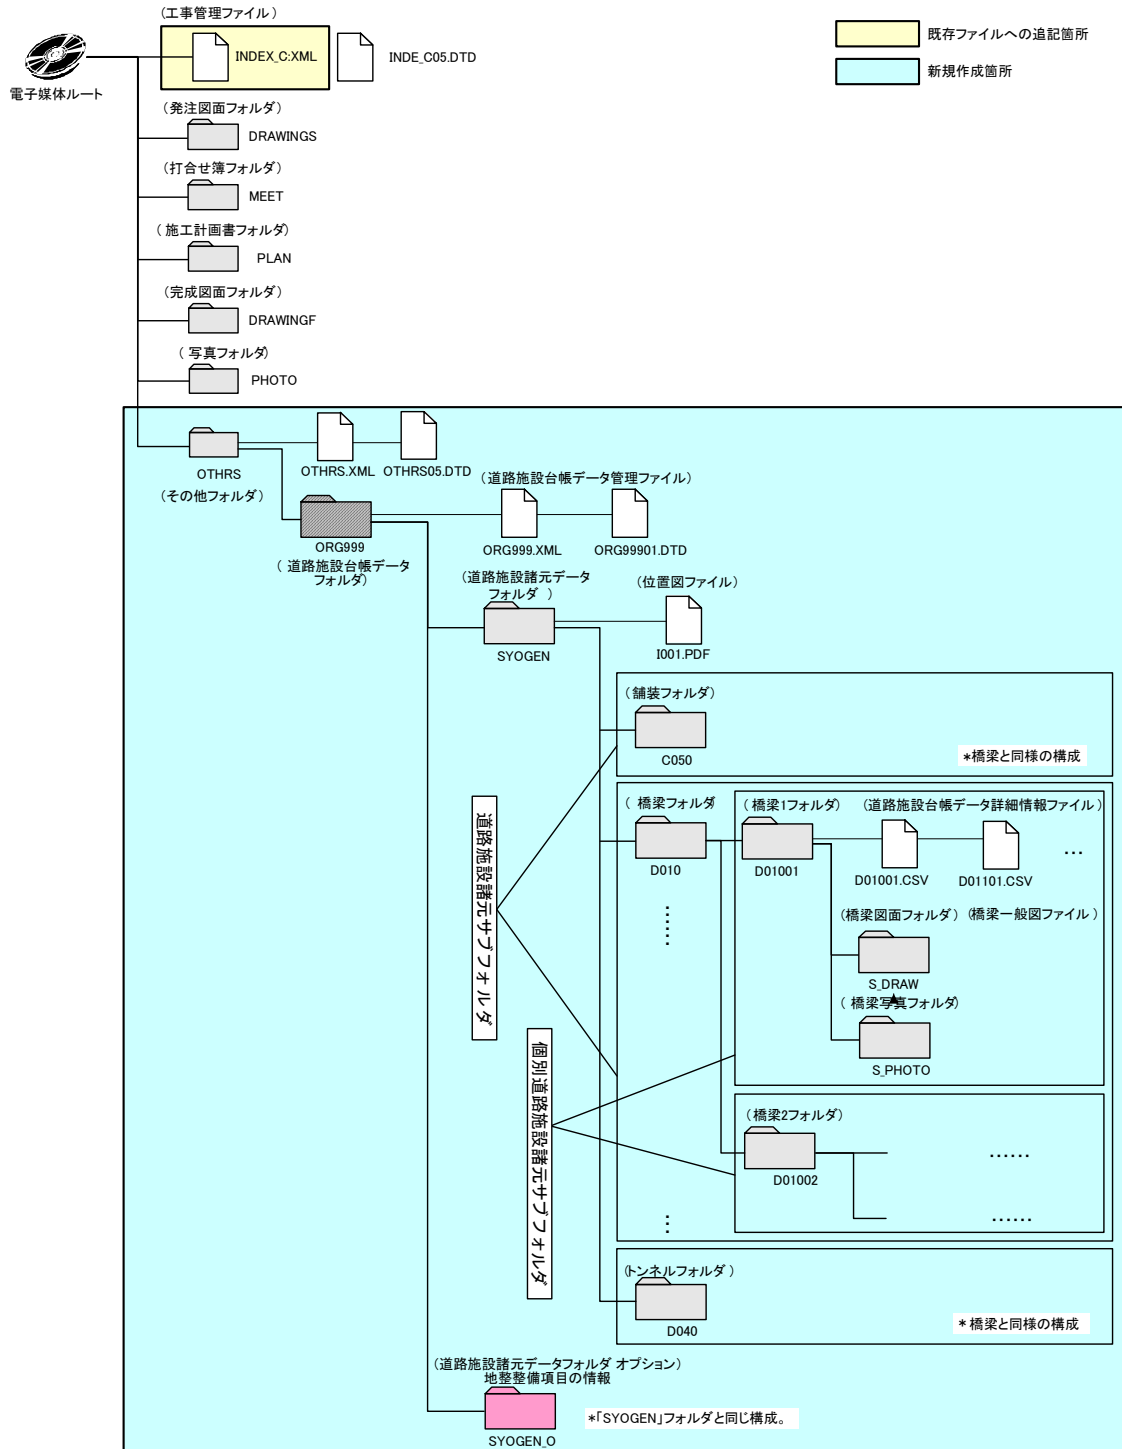 （工事管理ファイル）
INDEX_C:XML
INDE_C05.DTD
既存ファイルへの追記箇所
新規作成箇所
電子媒体ルート
（発注図面フォルダ）
DRAWINGS
（打合せ簿フォルダ）
MEET
（施工計画書フォルダ）
PLAN
（完成図面フォルダ）
DRAWINGF
（写真フォルダ）
PHOTO
OTHRS
（その他フォルダ）
OTHRS.XML
OTHRS05.DTD
（道路施設台帳データ管理ファイル）
ORG999
（道路施設台帳データ
フォルダ）
ORG999.XML
ORG99901.DTD
（道路施設諸元データ
フォルダ）
SYOGEN
（位置図ファイル）
I001.PDF
（舗装フォルダ）
C050
*橋梁と同様の構成
道路施設諸元サブフォルダ
（橋梁フォルダ
D010
……
（橋梁1フォルダ）
D01001
（道路施設台帳データ詳細情報ファイル）
D01001.CSV
D01101.CSV
…
（橋梁図面フォルダ）
（橋梁一般図ファイル）
S_DRAW
（橋梁写真フォルダ）
S_PHOTO
個別道路施設諸元サブフォルダ
（橋梁2フォルダ）
D01002
……
……
…
（トンネルフォルダ）
D040
*橋梁と同様の構成
（道路施設諸元データフォルダ オプション）
地整整備項目の情報
SYOGEN_O
*「SYOGEN」フォルダと同じ構成。